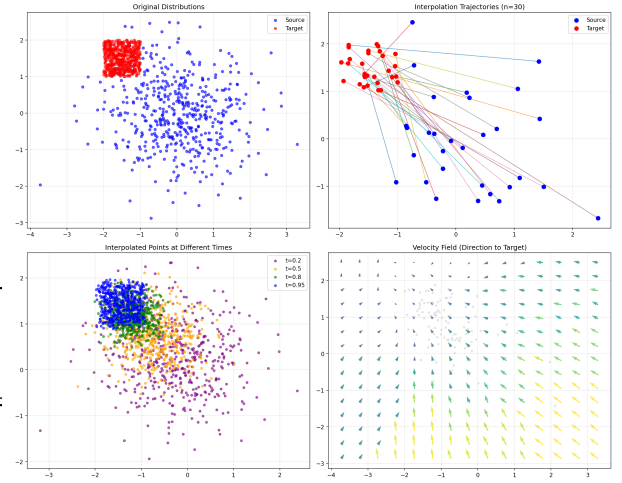 Original Distributions
Source
Target
2
1
0
−1
−2
−3
−4 −3 −2 −1 0 1 2 3
Interpolation Trajectories (n=30)
Source
Target
2
1
0
−1
−2 −1 0 1 2
Interpolated Points at Different Times
t=0.2
t=0.5
t=0.8
t=0.95
2
1
0
−1
−2
−3 −2 −1 0 1 2
Velocity Field (Direction to Target)
2
1
0
−1
−2
−3
−4 −3 −2 −1 0 1 2 3